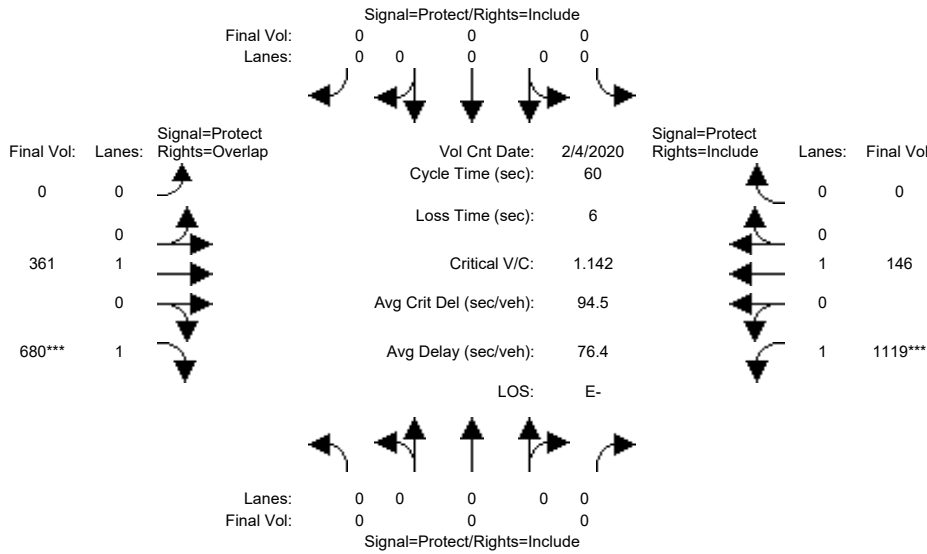 Signal=Protect/Rights=Include
Final Vol: 0 0 0
Lanes: 0 0 0 0 0
Signal=Protect Signal=Protect
Final Vol: Lanes: Rights=Overlap Vol Cnt Date: 2/4/2020 Rights=Include Lanes: Final Vol
Cycle Time (sec): 60
0 0 0 0
Loss Time (sec): 6
0 0
361 1 Critical V/C: 1.142 1 146
0 Avg Crit Del (sec/veh): 94.5 0
680*** 1 Avg Delay (sec/veh): 76.4 1 1119***
LOS: E-
Lanes: 0 0 0 0 0
Final Vol: 0 0 0
Signal=Protect/Rights=Include